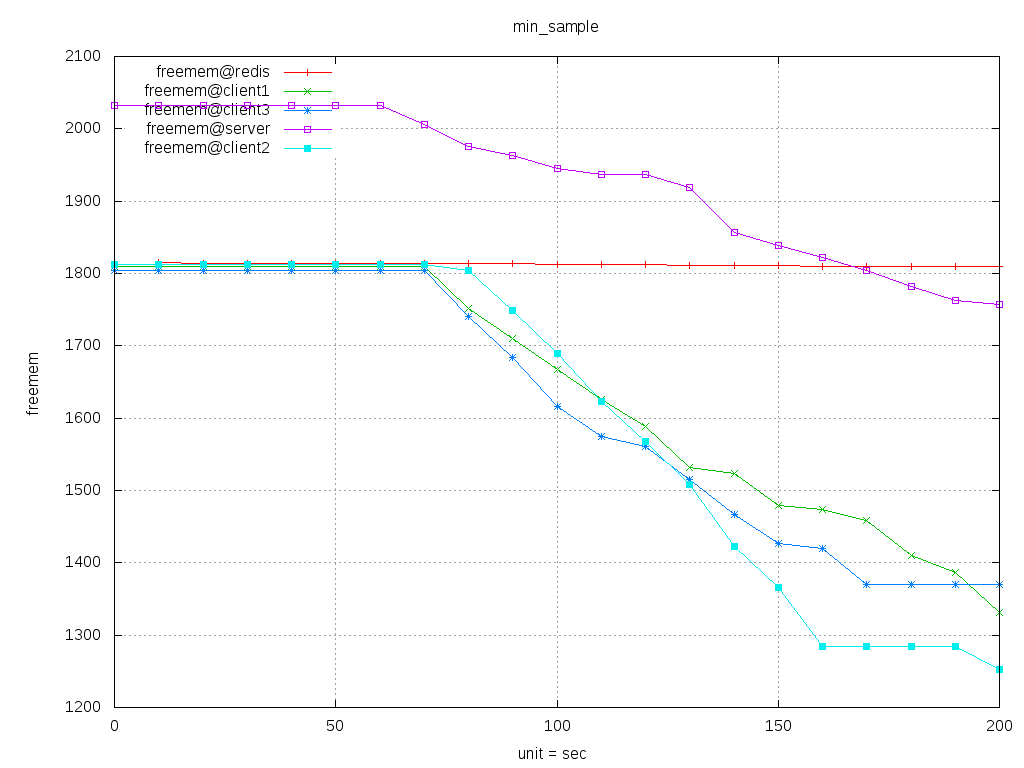 min_sample
2100
2000
1900
1800
1700
1600
1500
1400
1300
1200
freemem
freemem@redis
freemem@client1
freemem@client3
freemem@server
freemem@client2
0 50 100 150 200
unit = sec